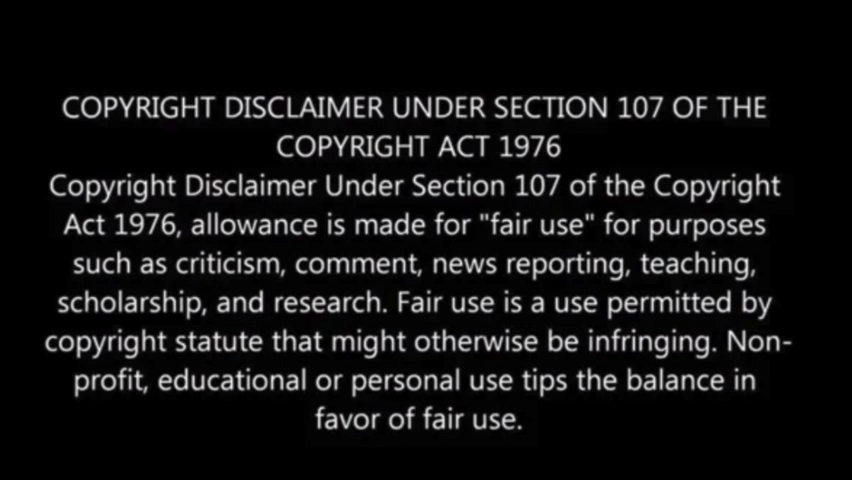 COPYRIGHT DISCLAIMER UNDER SECTION 107 OF THE
COPYRIGHT ACT 1976
Copyright Disclaimer Under Section 107 of the Copyright
Act 1976, allowance is made for "fair use" for purposes
such as criticism, comment, news reporting, teaching,
scholarship, and research. Fair use is a use permitted by
copyright statute that might otherwise be infringing. Non-
profit, educational or personal use tips the balance in
favor of fair use.